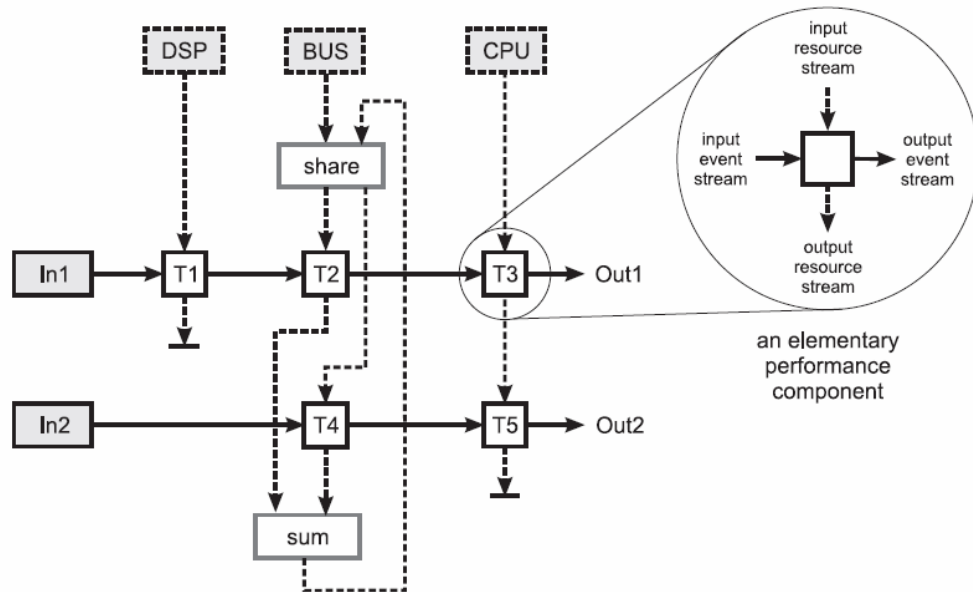 DSP
BUS
CPU
input
resource
stream
share
input
event
stream
output
event
stream
output
resource
stream
In1
T1
T2
T3
Out1
an elementary
performance
component
In2
T4
T5
Out2
sum